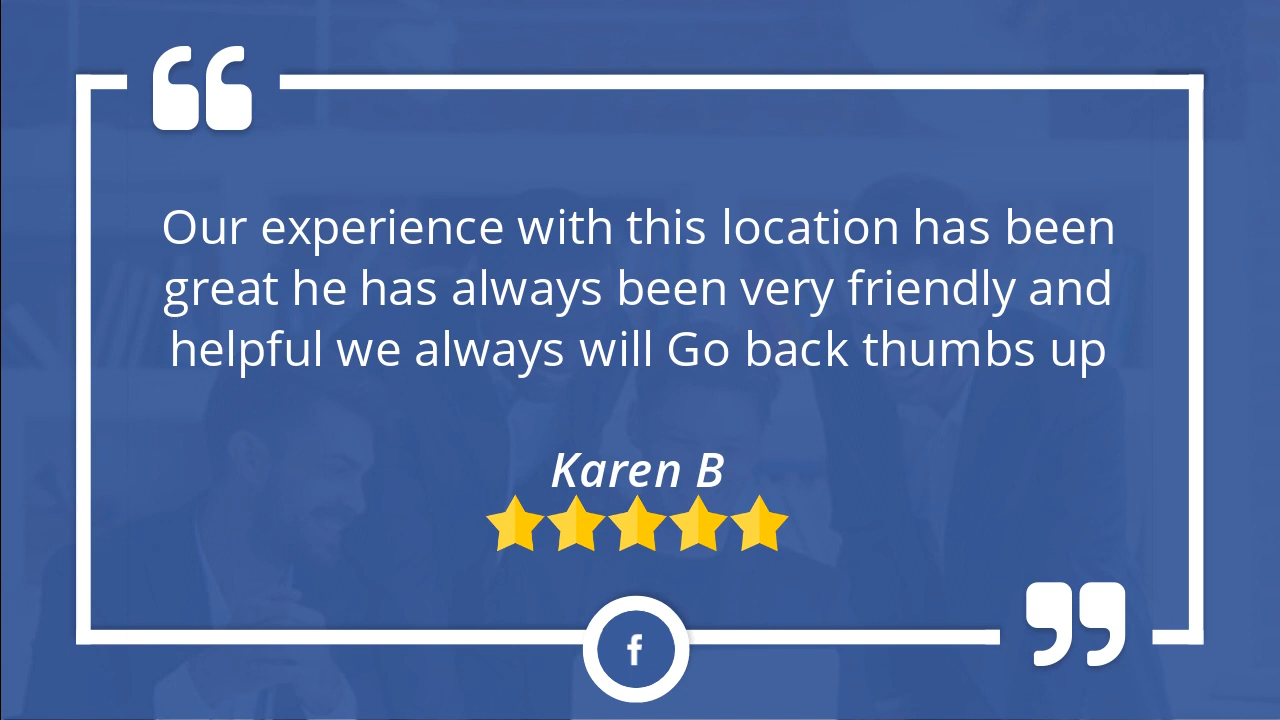 Our experience with this location has been
great he has always been very friendly and
helpful we always will Go back thumbs up
Karen B
f